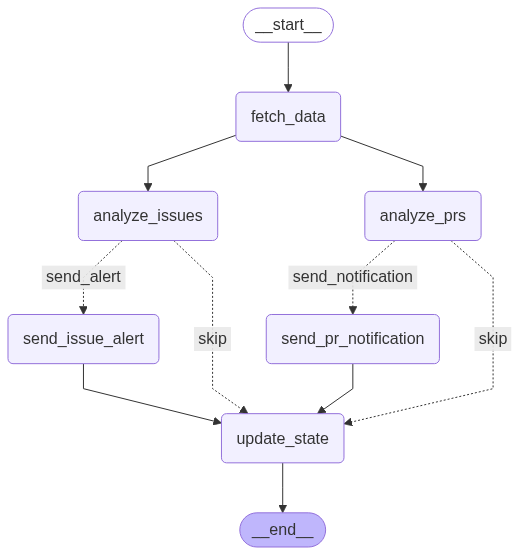 __start__
fetch_data
analyze_issues
analyze_prs
send_alert
send_notification
send_issue_alert
skip
send_pr_notification
skip
update_state
__end__